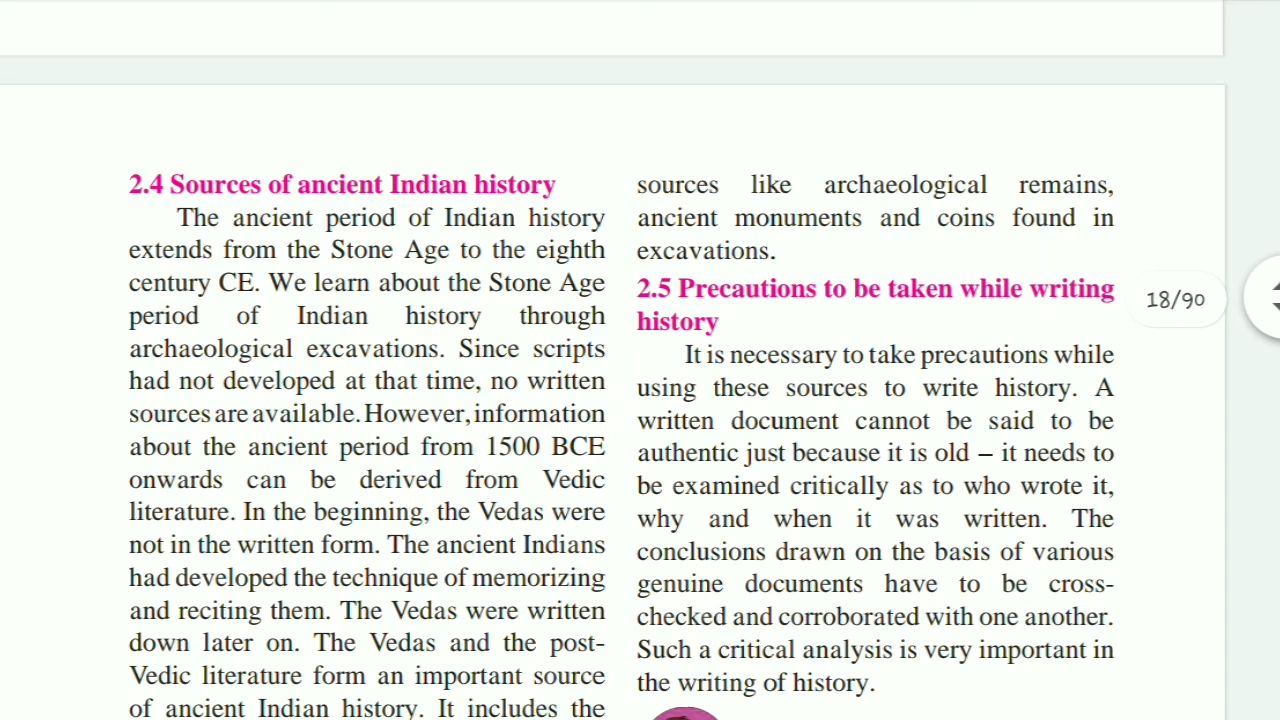 2.4 Sources of ancient Indian history
The ancient period of Indian history
extends from the Stone Age to the eighth
century CE. We learn about the Stone Age
period of Indian history through
archaeological excavations. Since scripts
had not developed at that time, no written
sources are available. However, information
about the ancient period from 1500 BCE
onwards can be derived from Vedic
literature. In the beginning, the Vedas were
not in the written form. The ancient Indians
had developed the technique of memorizing
and reciting them. The Vedas were written
down later on. The Vedas and the post-
Vedic literature form an important source
of ancient Indian history. It includes the
sources like archaeological remains,
ancient monuments and coins found in
excavations.
2.5 Precautions to be taken while writing
history
It is necessary to take precautions while
using these sources to write history. A
written document cannot be said to be
authentic just because it is old – it needs to
be examined critically as to who wrote it,
why and when it was written. The
conclusions drawn on the basis of various
genuine documents have to be cross-
checked and corroborated with one another.
Such a critical analysis is very important in
the writing of history.
18/90